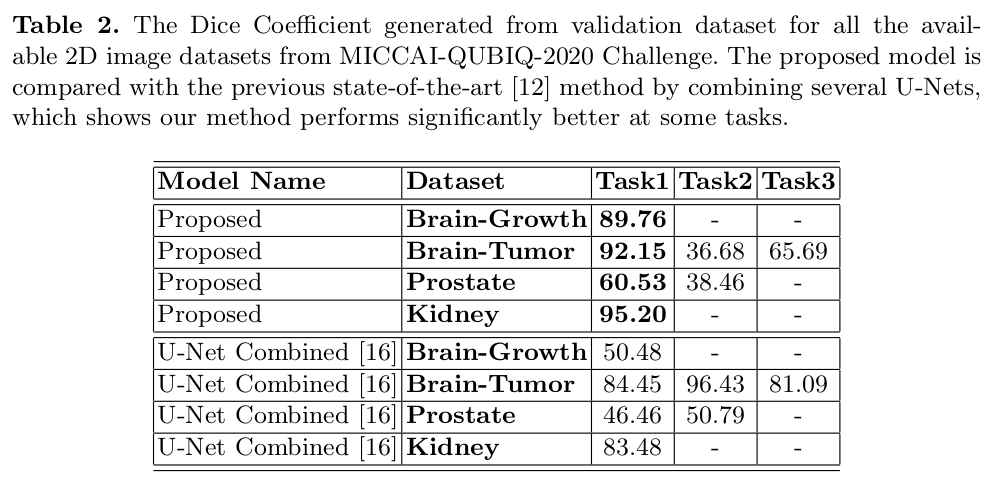 Table 2. The Dice Coefficient generated from validation dataset for all the avail-
able 2D image datasets from MICCAI-QUBIQ-2020 Challenge. The proposed model is
compared with the previous state-of-the-art [12] method by combining several U-Nets,
which shows our method performs significantly better at some tasks.
Model Name Dataset Task1 Task2 Task3
Proposed Brain-Growth 89.76 - -
Proposed Brain-Tumor 92.15 36.68 65.69
Proposed Prostate 60.53 38.46 -
Proposed Kidney 95.20 - -
U-Net Combined [16] Brain-Growth 50.48 - -
U-Net Combined [16] Brain-Tumor 84.45 96.43 81.09
U-Net Combined [16] Prostate 46.46 50.79 -
U-Net Combined [16] Kidney 83.48 - -